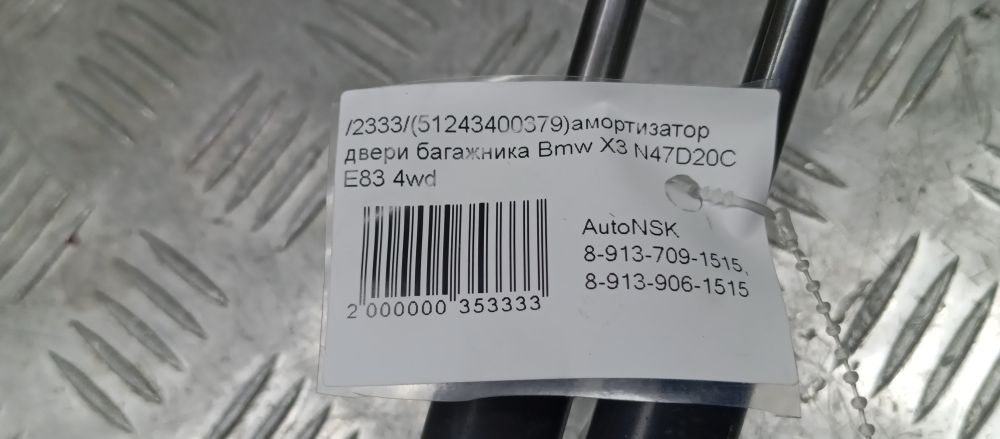 /2333/(51243400379)амортизатор
двери багажника Bmw X3 N47D20C
E83 4wd
AutoNSK
8-913-709-1515,
8-913-906-1515
2 000000 353333